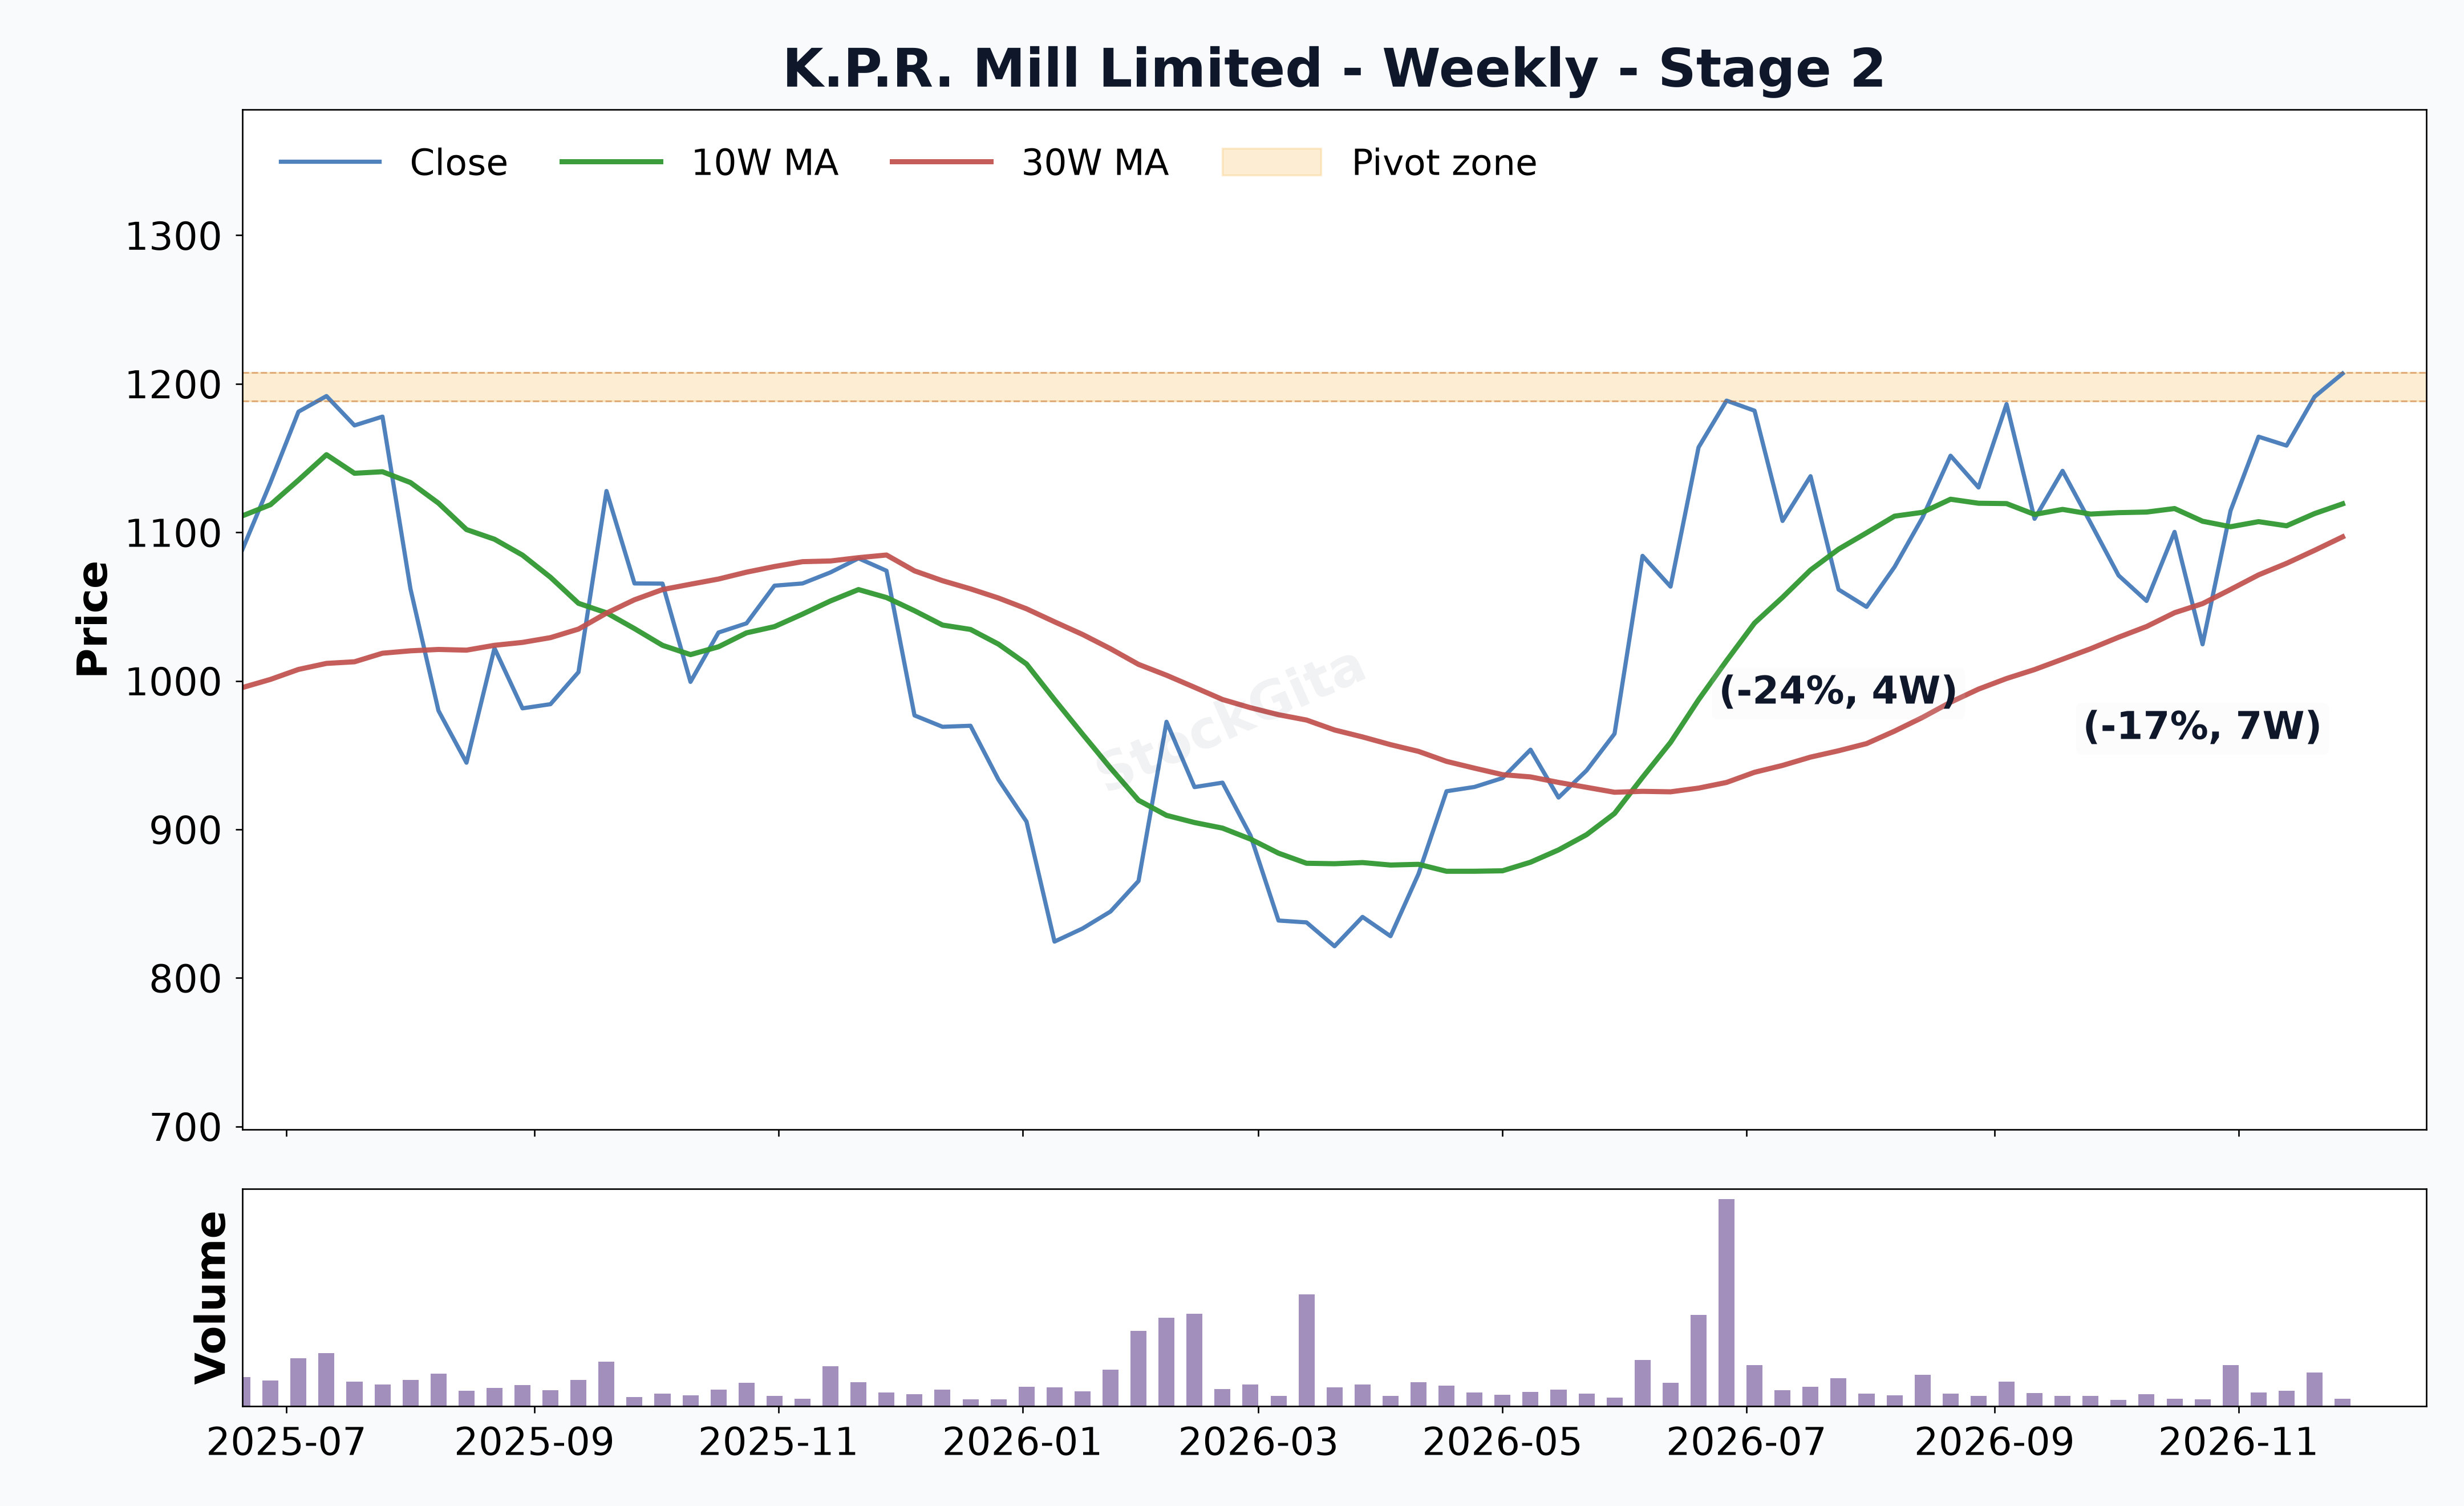 K.P.R. Mill Limited - Weekly - Stage 2
Close 10W MA 30W MA Pivot zone
1300
1200
1100
1000
900
800
700
Price
StockGita
(-24%, 4W)
(-17%, 7W)
Volume
2025-07 2025-09 2025-11 2026-01 2026-03 2026-05 2026-07 2026-09 2026-11